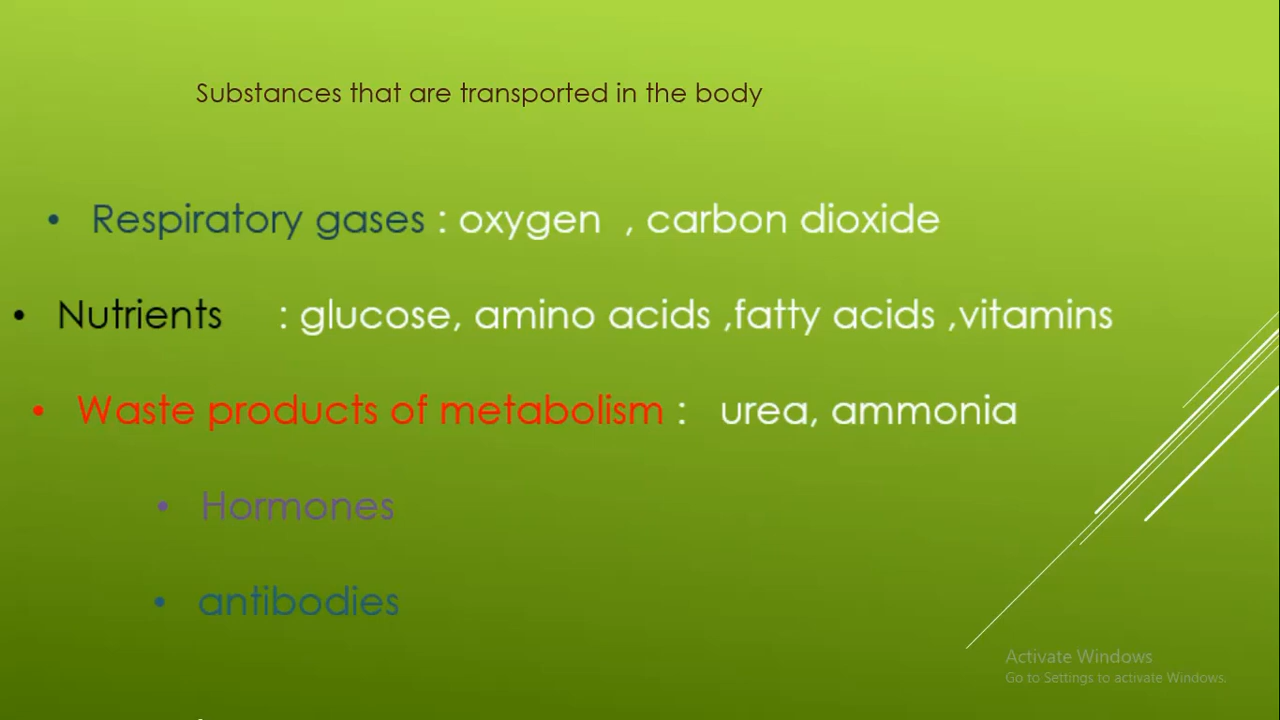 Substances that are transported in the body
• Respiratory gases : oxygen , carbon dioxide
• Nutrients : glucose, amino acids ,fatty acids ,vitamins
• Waste products of metabolism : urea, ammonia
• Hormones
• antibodies
Activate Windows
Go to Settings to activate Windows.